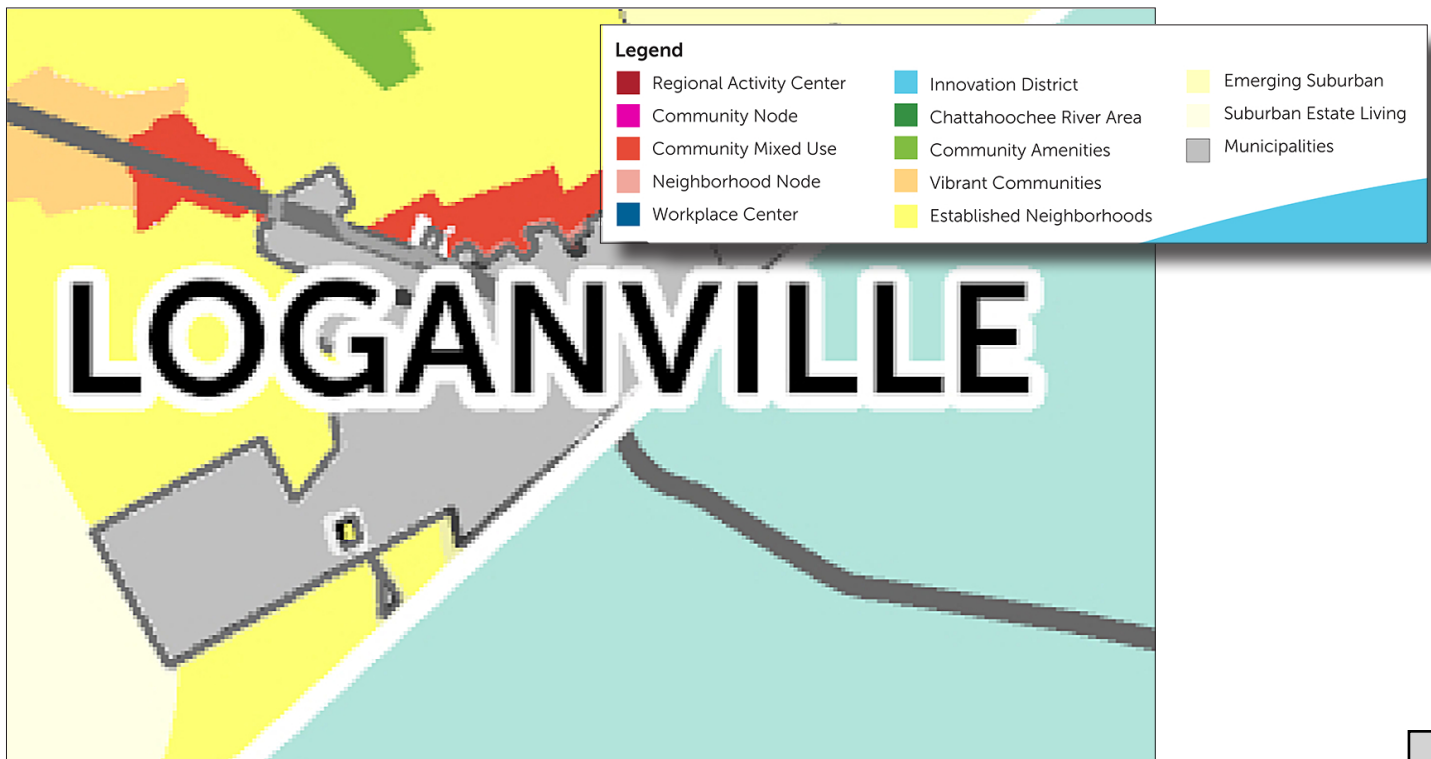 Legend
Regional Activity Center
Community Node
Community Mixed Use
Neighborhood Node
Workplace Center
Innovation District
Chattahoochee River Area
Community Amenities
Vibrant Communities
Established Neighborhoods
Emerging Suburban
Suburban Estate Living
Municipalities
LOGANVILLE